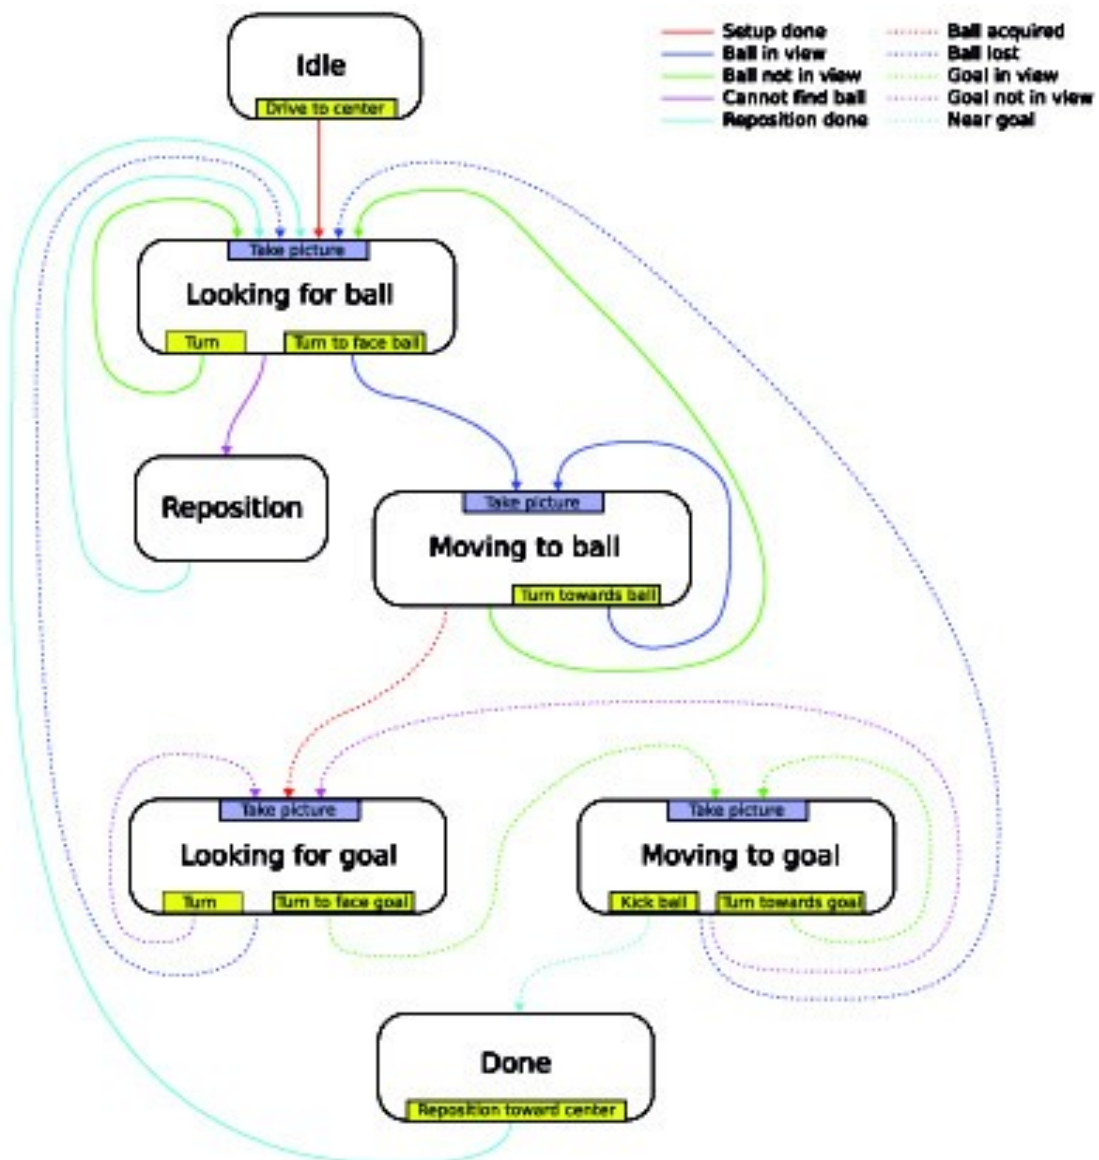 Idle
Drive to center
Setup done
Ball in view
Ball not in view
Cannot find ball
Reposition done
Ball acquired
Ball lost
Goal in view
Goal not in view
Near goal
Take picture
Looking for ball
Turn
Turn to face ball
Reposition
Take picture
Moving to ball
Turn towards ball
Take picture
Looking for goal
Turn
Turn to face goal
Take picture
Moving to goal
Kick ball
Turn towards goal
Done
Reposition toward center